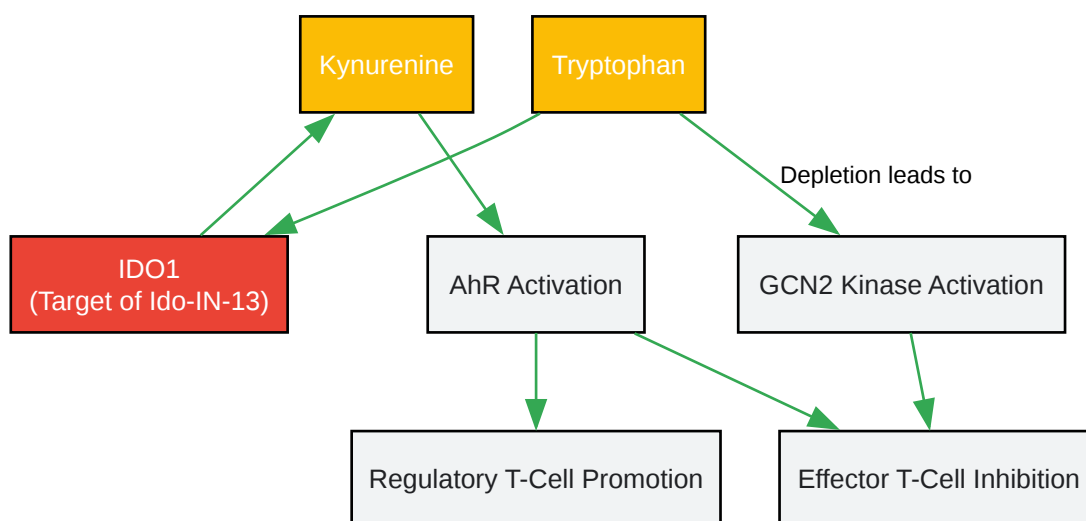 Kynurenine
Tryptophan
Depletion leads to
IDO1
(Target of Ido-IN-13)
AhR Activation
GCN2 Kinase Activation
Regulatory T-Cell Promotion
Effector T-Cell Inhibition